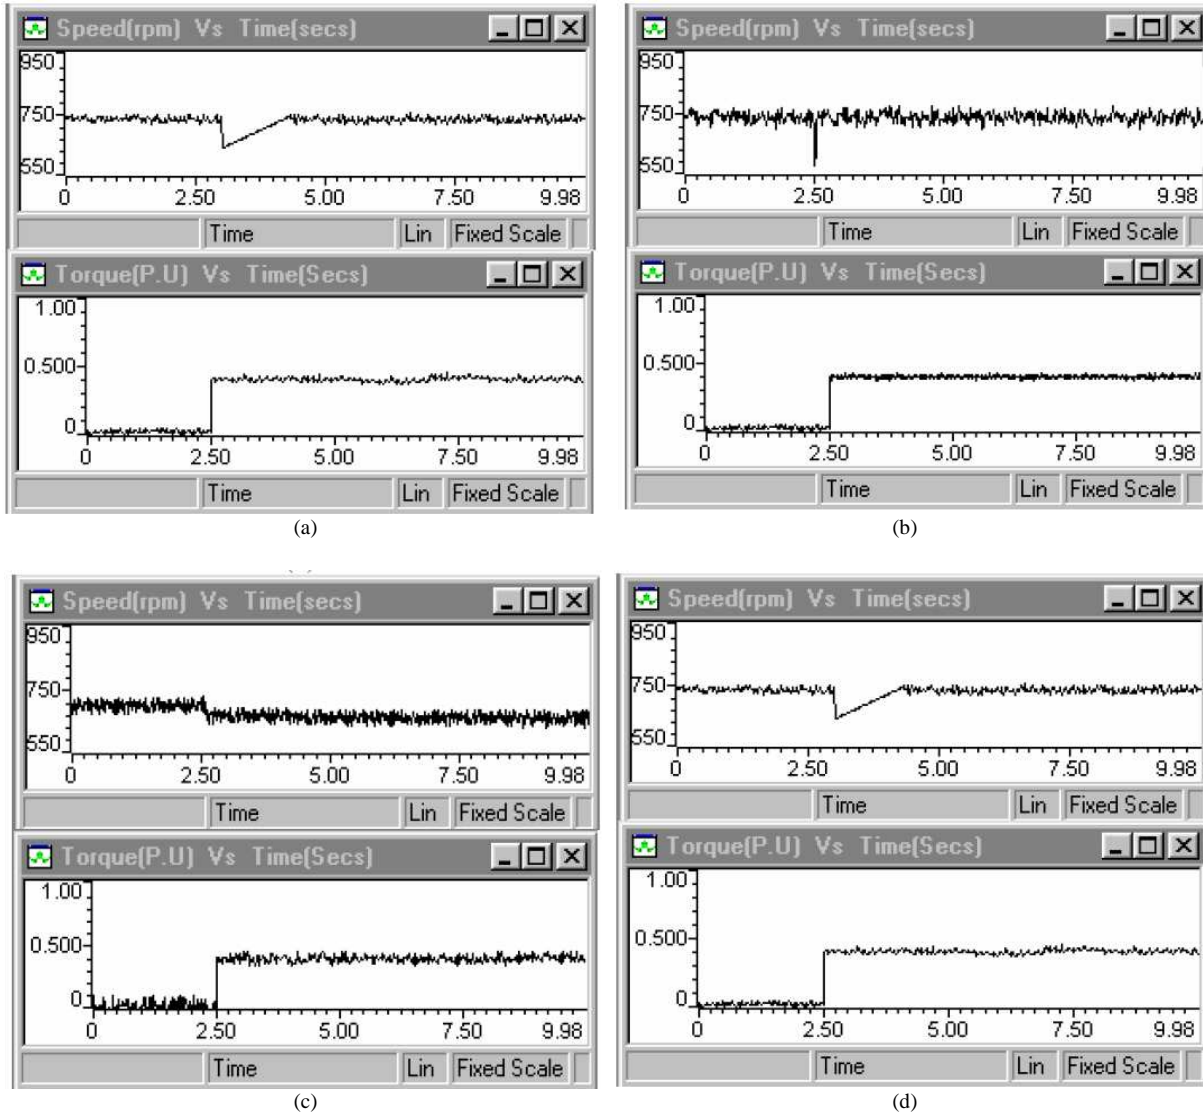 Speed(rpm) Vs Time(secs)
950
750
550
0 2.50 5.00 7.50 9.98
Time Lin Fixed Scale
Torque(P.U) Vs Time(Secs)
1.00
0.500
0
0 2.50 5.00 7.50 9.98
Time Lin Fixed Scale
(a)
Speed(rpm) Vs Time(secs)
950
750
550
0 2.50 5.00 7.50 9.98
Time Lin Fixed Scale
Torque(P.U) Vs Time(Secs)
1.00
0.500
0
0 2.50 5.00 7.50 9.98
Time Lin Fixed Scale
(b)
Speed(rpm) Vs Time(secs)
950
750
550
0 2.50 5.00 7.50 9.98
Time Lin Fixed Scale
Torque(P.U) Vs Time(Secs)
1.00
0.500
0
0 2.50 5.00 7.50 9.98
Time Lin Fixed Scale
(c)
Speed(rpm) Vs Time(secs)
950
750
550
0 2.50 5.00 7.50 9.98
Time Lin Fixed Scale
Torque(P.U) Vs Time(Secs)
1.00
0.500
0
0 2.50 5.00 7.50 9.98
Time Lin Fixed Scale
(d)